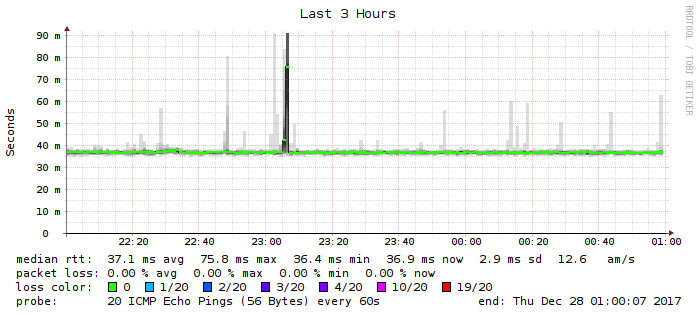 Last 3 Hours
RRDTOOL / TOBI OETIKER
Seconds
90 m
80 m
70 m
60 m
50 m
40 m
30 m
20 m
10 m
0
22:20 22:40 23:00 23:20 23:40 00:00 00:20 00:40 01:00
median rtt: 37.1 ms avg 75.8 ms max 36.4 ms min 36.9 ms now 2.9 ms sd 12.6 am/s
packet loss: 0.00 % avg 0.00 % max 0.00 % min 0.00 % now
loss color: 0 1/20 2/20 3/20 4/20 10/20 19/20
probe: 20 ICMP Echo Pings (56 Bytes) every 60s end: Thu Dec 28 01:00:07 2017